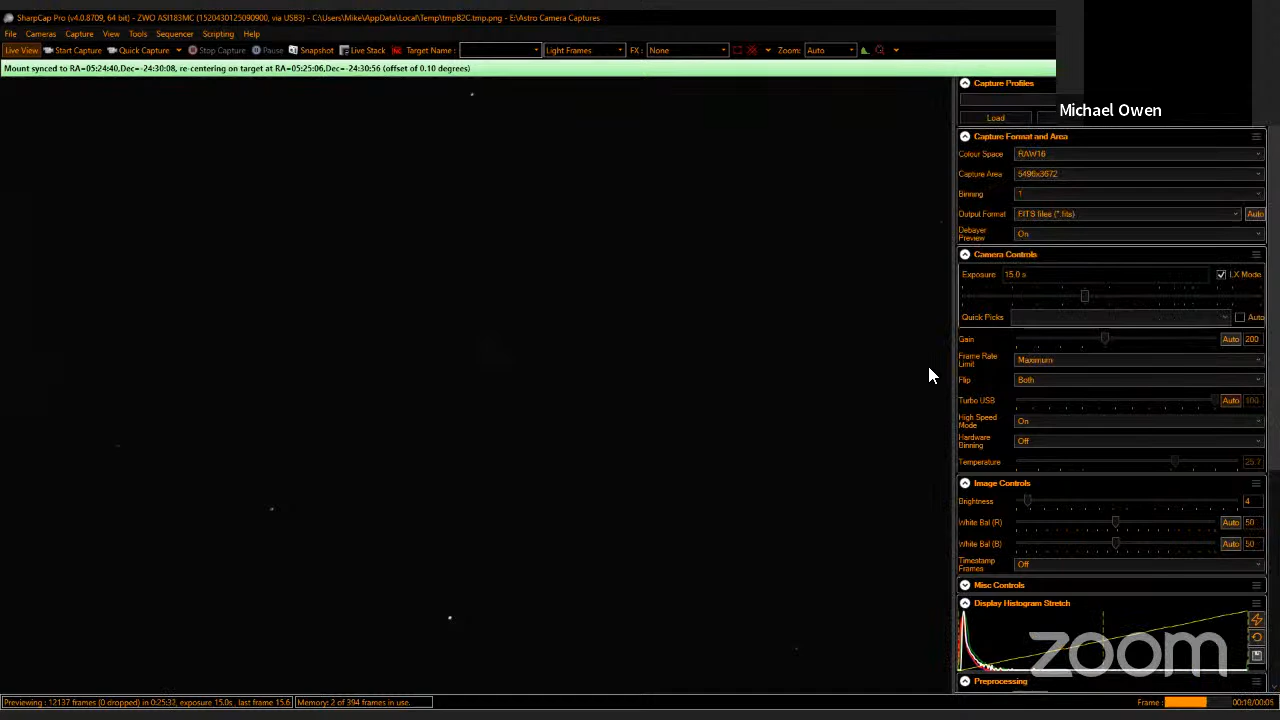 SharpCap Pro (v4.0.8709, 64 bit) - ZWO ASI183MC (1520430125090900, via USB3) - C:\Users\Mike\AppData\Local\Temp\tmpB2C.tmp.png - E:\Astro Camera Captures
File Cameras Capture View Tools Sequencer Scripting Help
Live View Start Capture Quick Capture Stop Capture Pause Snapshot Live Stack Target Name : Light Frames FX : None Zoom: Auto
Mount synced to RA=05:24:40,Dec=-24:30:08, re-centering on target at RA=05:25:06,Dec=-24:30:56 (offset of 0.10 degrees)
Capture Profiles
Load
Michael Owen
Capture Format and Area
Colour Space RAW16
Capture Area 5496x3672
Binning 1
Output Format FITS files (*.fits) Auto
Debayer Preview On
Camera Controls
Exposure 15.0 s LX Mode
Quick Picks Auto
Gain Auto 200
Frame Rate Limit Maximum
Flip Both
Turbo USB Auto 100
High Speed Mode On
Hardware Binning Off
Temperature 25.7
Image Controls
Brightness 4
White Bal (R) Auto 50
White Bal (B) Auto 50
Timestamp Frames Off
Misc Controls
Display Histogram Stretch
zoom
Preprocessing
Previewing : 12137 frames (0 dropped) in 0:25:32, exposure 15.0s , last frame 15.6 Memory: 2 of 394 frames in use. Frame :